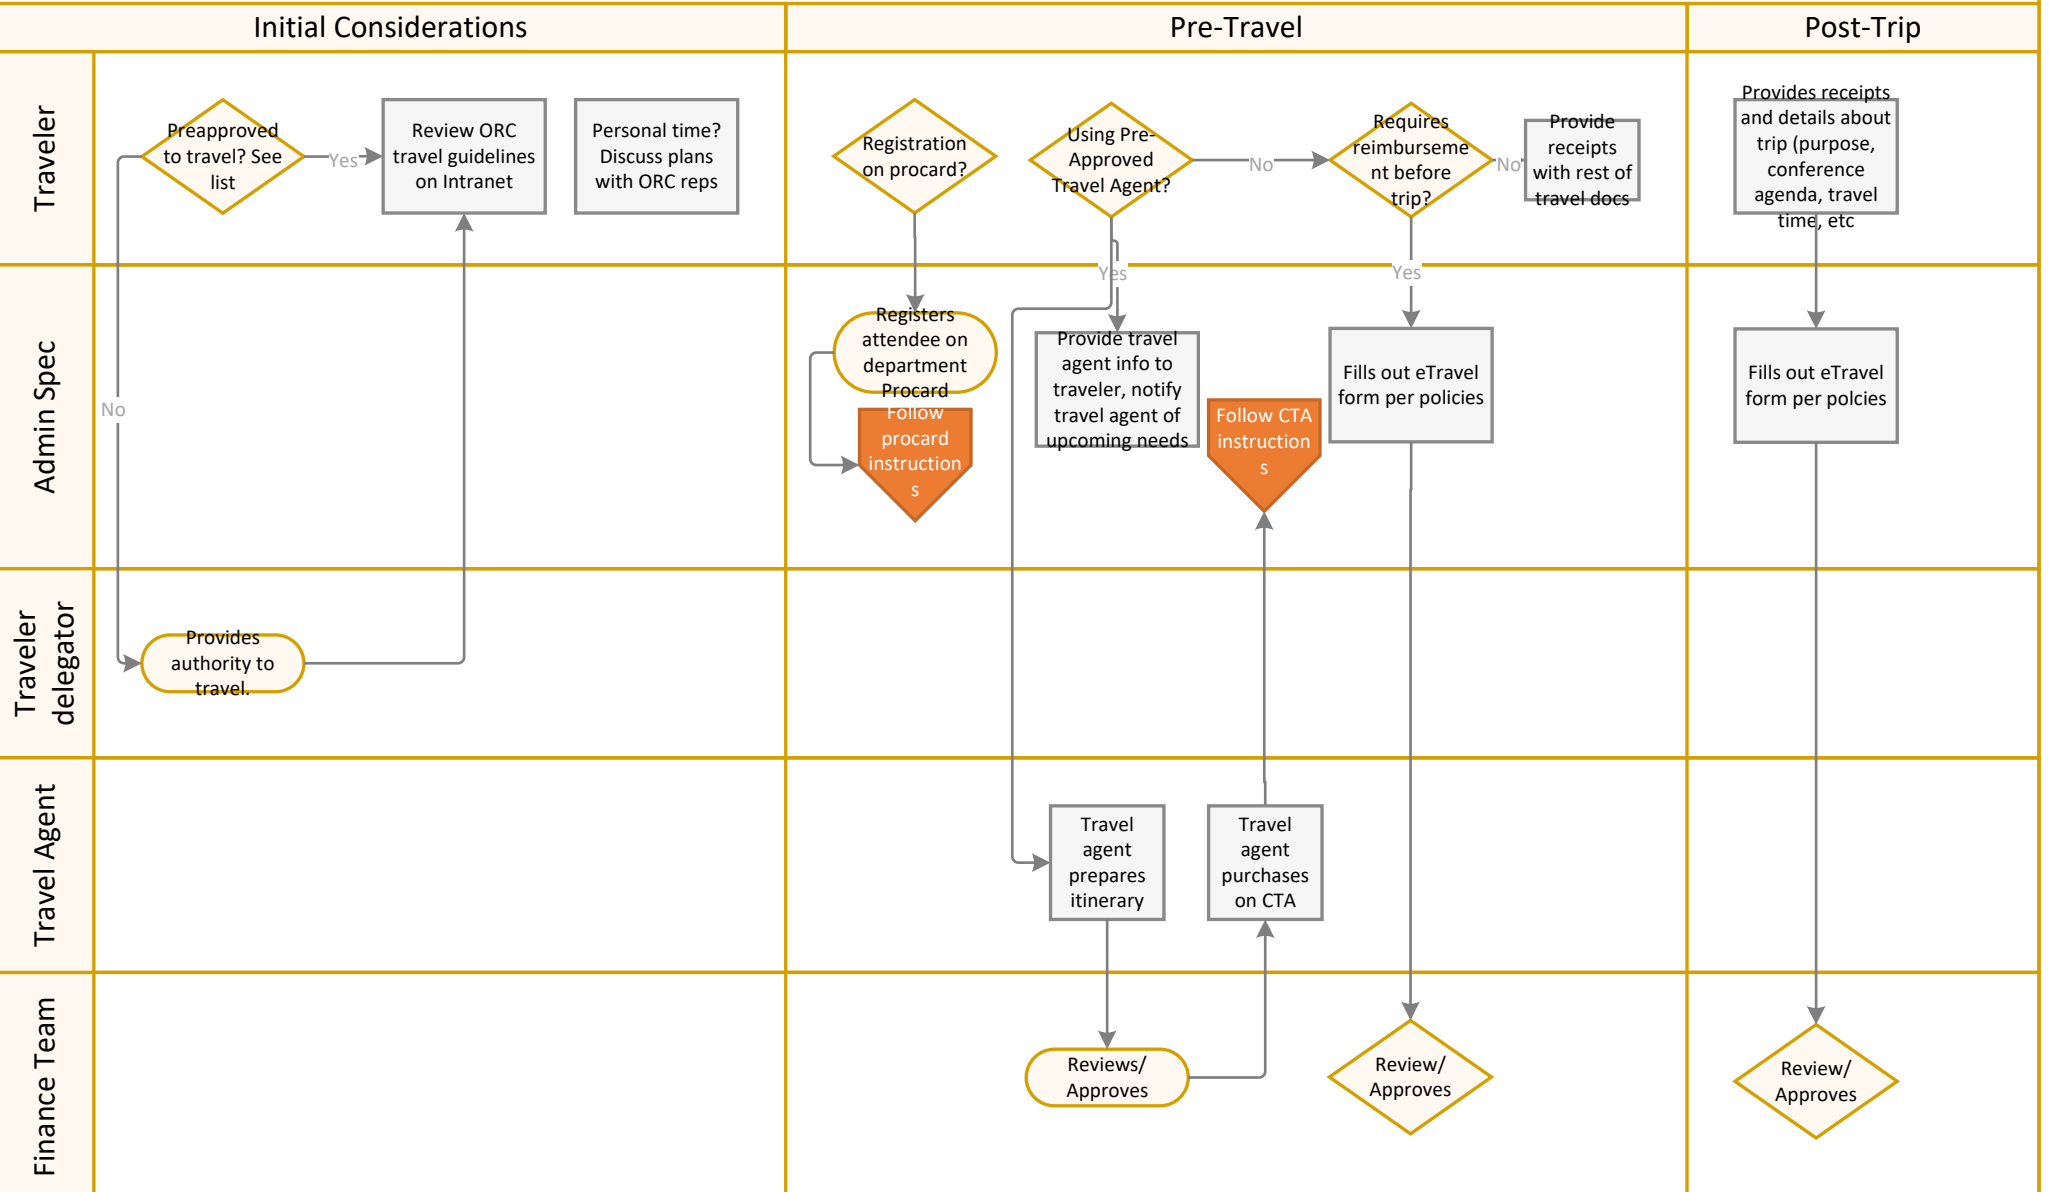 Initial Considerations
Pre-Travel
Post-Trip
Traveler
Preapproved
to travel? See
list
Yes
Review ORC
travel guidelines
on Intranet
Personal time?
Discuss plans
with ORC reps
Registration
on procard?
Using Pre-
Approved
Travel Agent?
No
Requires
reimburseme
nt before
trip?
No
Provide
receipts
with rest of
travel docs
Provides receipts
and details about
trip (purpose,
conference
agenda, travel
time, etc
Yes
Yes
Admin Spec
No
Registers
attendee on
department
Procard
Follow
procard
instruction
s
Provide travel
agent info to
traveler, notify
travel agent of
upcoming needs
Follow CTA
instruction
s
Fills out eTravel
form per policies
Fills out eTravel
form per polcies
Traveler
delegator
Provides
authority to
travel.
Travel Agent
Travel
agent
prepares
itinerary
Travel
agent
purchases
on CTA
Finance Team
Reviews/
Approves
Review/
Approves
Review/
Approves